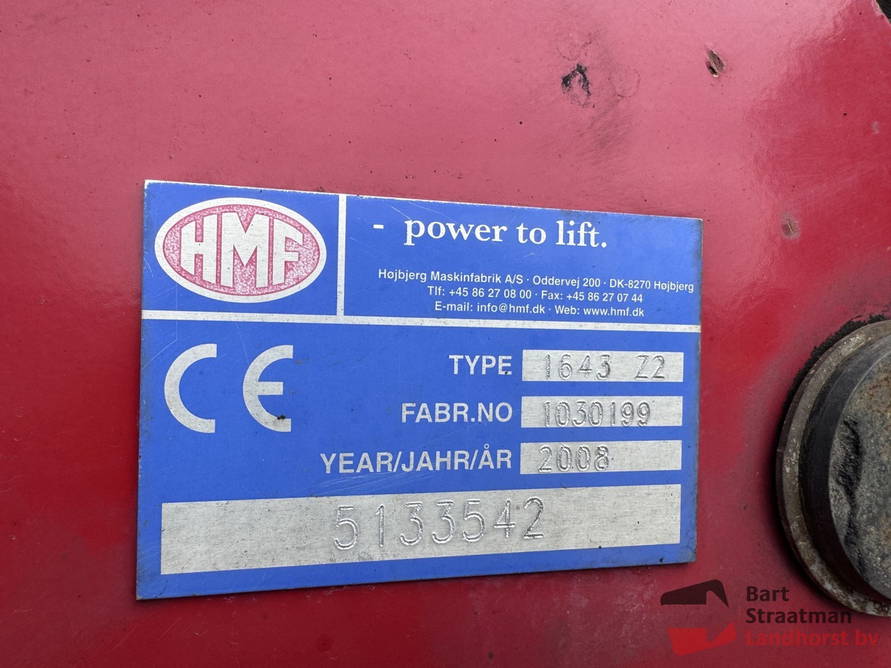 HMF
- power to lift.
Højbjerg Maskinfabrik A/S · Oddervej 200 · DK-8270 Højbjerg
Tlf: +45 86 27 08 00 · Fax: +45 86 27 07 44
E-mail: info@hmf.dk · Web: www.hmf.dk
CE
TYPE 1643 Z2
FABR.NO 1030199
YEAR/JAHR/ÅR 2008
5133542
Bart
Straatman
Landhorst bv